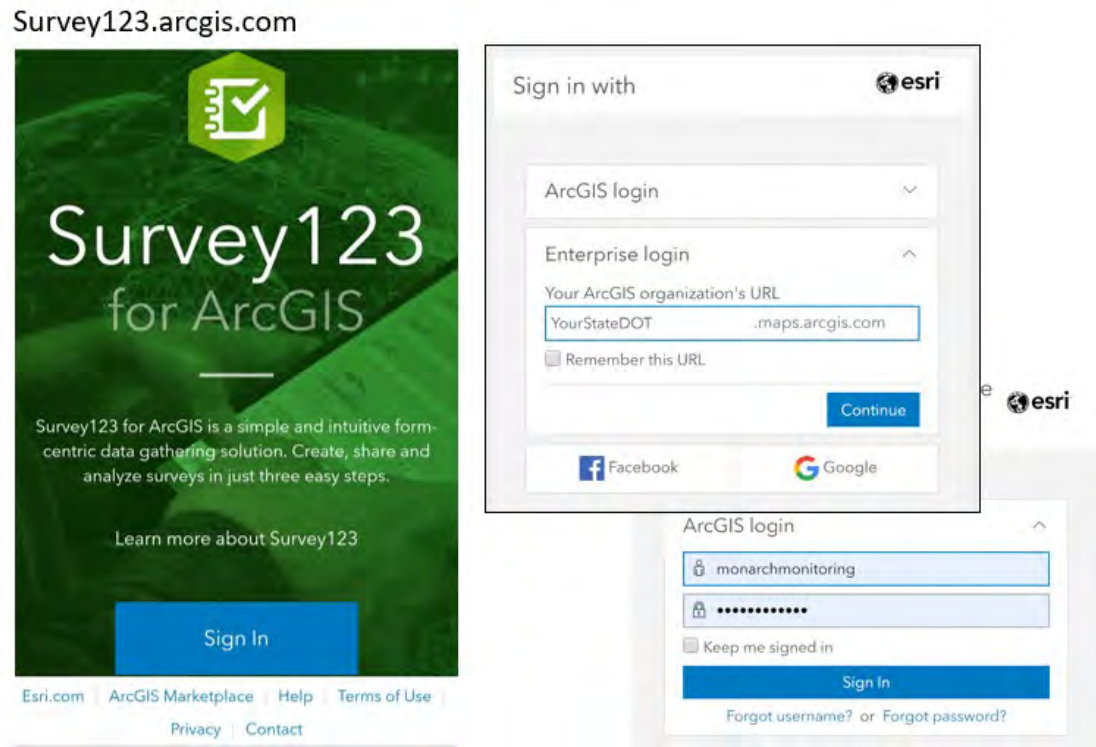 Survey123.arcgis.com
Survey123
for ArcGIS
Survey123 for ArcGIS is a simple and intuitive form-
centric data gathering solution. Create, share and
analyze surveys in just three easy steps.
Learn more about Survey123
Sign In
Esri.com ArcGIS Marketplace Help Terms of Use
Privacy Contact
Sign in with esri
ArcGIS login
Enterprise login
Your ArcGIS organization's URL
YourStateDOT .maps.arcgis.com
Remember this URL
Continue
Facebook Google
e esri
ArcGIS login
monarchmonitoring
••••••••••••
Keep me signed in
Sign In
Forgot username? or Forgot password?